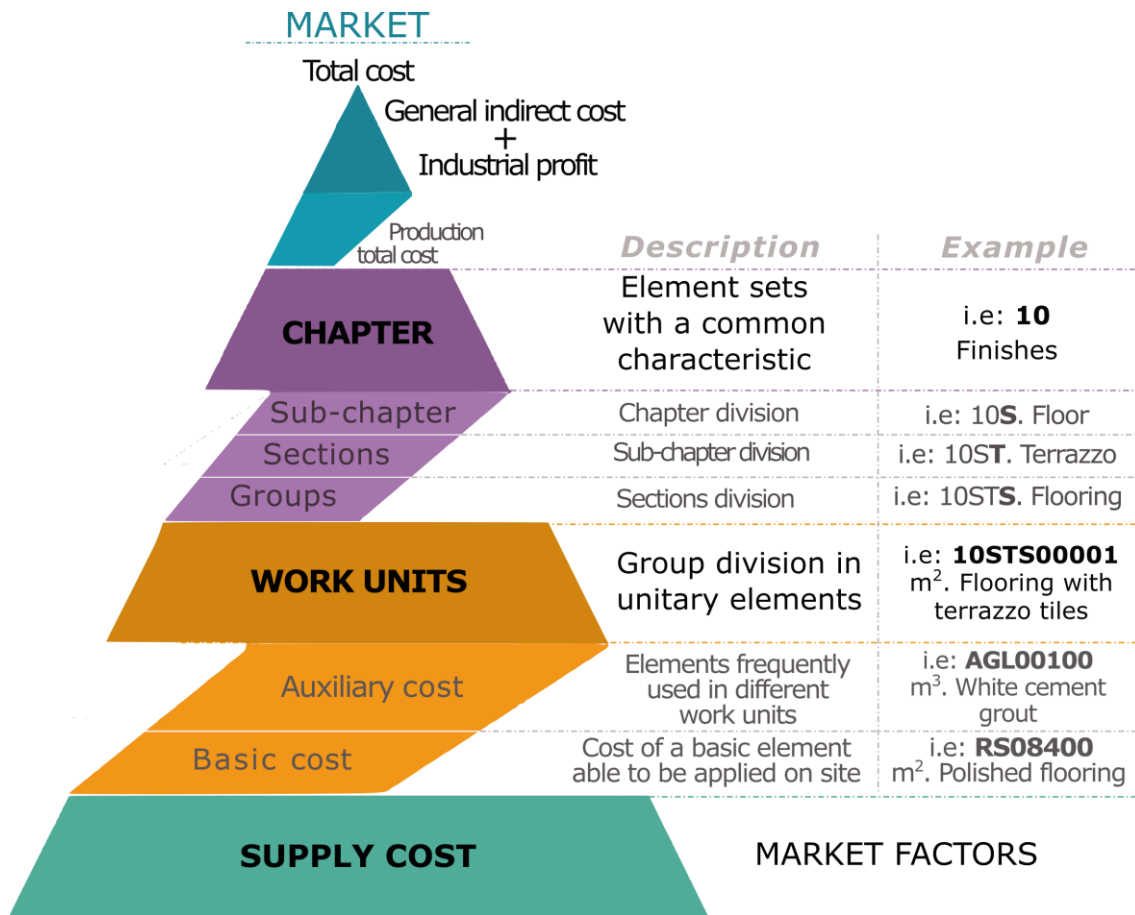 MARKET
Total cost
General indirect cost
+
Industrial profit
Production
total cost
Description
Example
CHAPTER
Element sets
with a common
characteristic
i.e: 10
Finishes
Sub-chapter
Chapter division
i.e: 10S. Floor
Sections
Sub-chapter division
i.e: 10ST. Terrazzo
Groups
Sections division
i.e: 10STS. Flooring
WORK UNITS
Group division in
unitary elements
i.e: 10STS00001
m². Flooring with
terrazzo tiles
Auxiliary cost
Elements frequently
used in different
work units
i.e: AGL00100
m³. White cement
grout
Basic cost
Cost of a basic element
able to be applied on site
i.e: RS08400
m². Polished flooring
SUPPLY COST
MARKET FACTORS